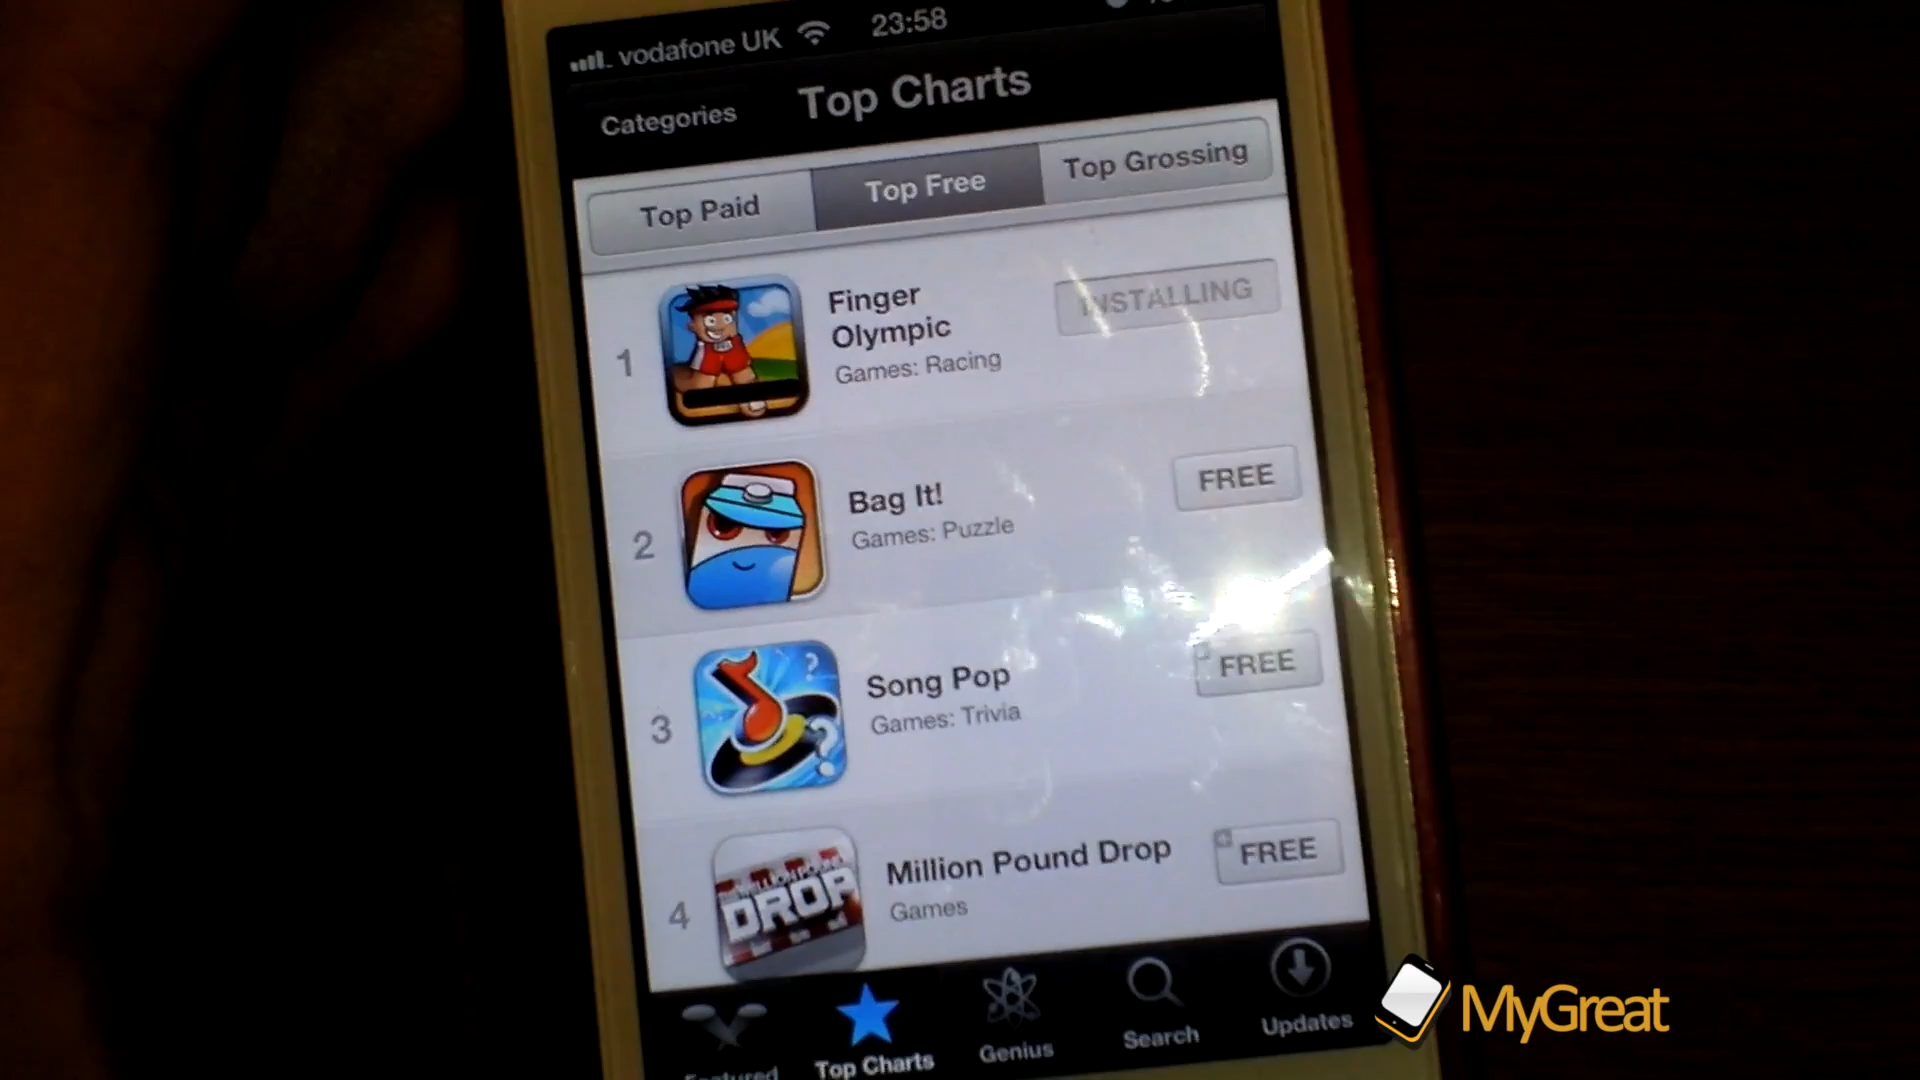 vodafone UK 23:58
Categories Top Charts
Top Paid Top Free Top Grossing
1 Finger Olympic INSTALLING
Games: Racing
2 Bag It! FREE
Games: Puzzle
3 Song Pop FREE
Games: Trivia
DROP
4 Million Pound Drop FREE
Games
Featured Top Charts Genius Search Updates
MyGreat